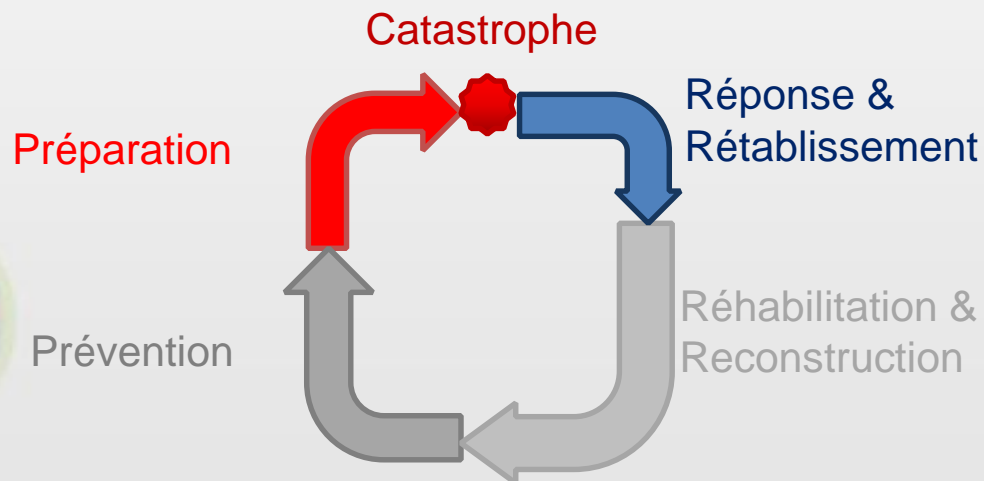 Catastrophe
Préparation
Réponse &
Rétablissement
Prévention
Réhabilitation &
Reconstruction